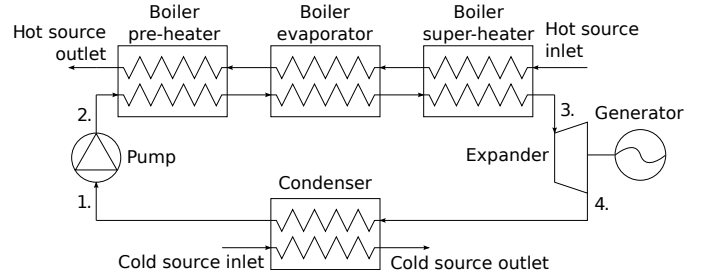 Boiler
pre-heater
Boiler
evaporator
Boiler
super-heater
Hot source
outlet
Hot source
inlet
2.
3.
Generator
Pump
Expander
Condenser
1.
4.
Cold source inlet
Cold source outlet